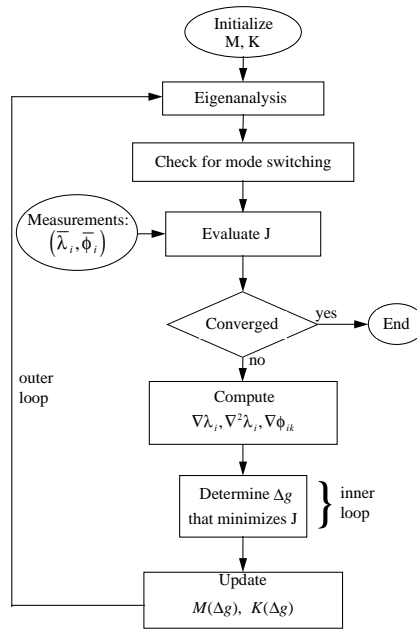 Initialize
M, K
Eigenanalysis
Check for mode switching
Measurements:
(λ̅ᵢ, ϕ̅ᵢ)
Evaluate J
Converged
yes
End
no
outer
loop
Compute
∇λᵢ, ∇²λᵢ, ∇ϕᵢₖ
Determine Δg
that minimizes J
inner
loop
Update
M(Δg), K(Δg)